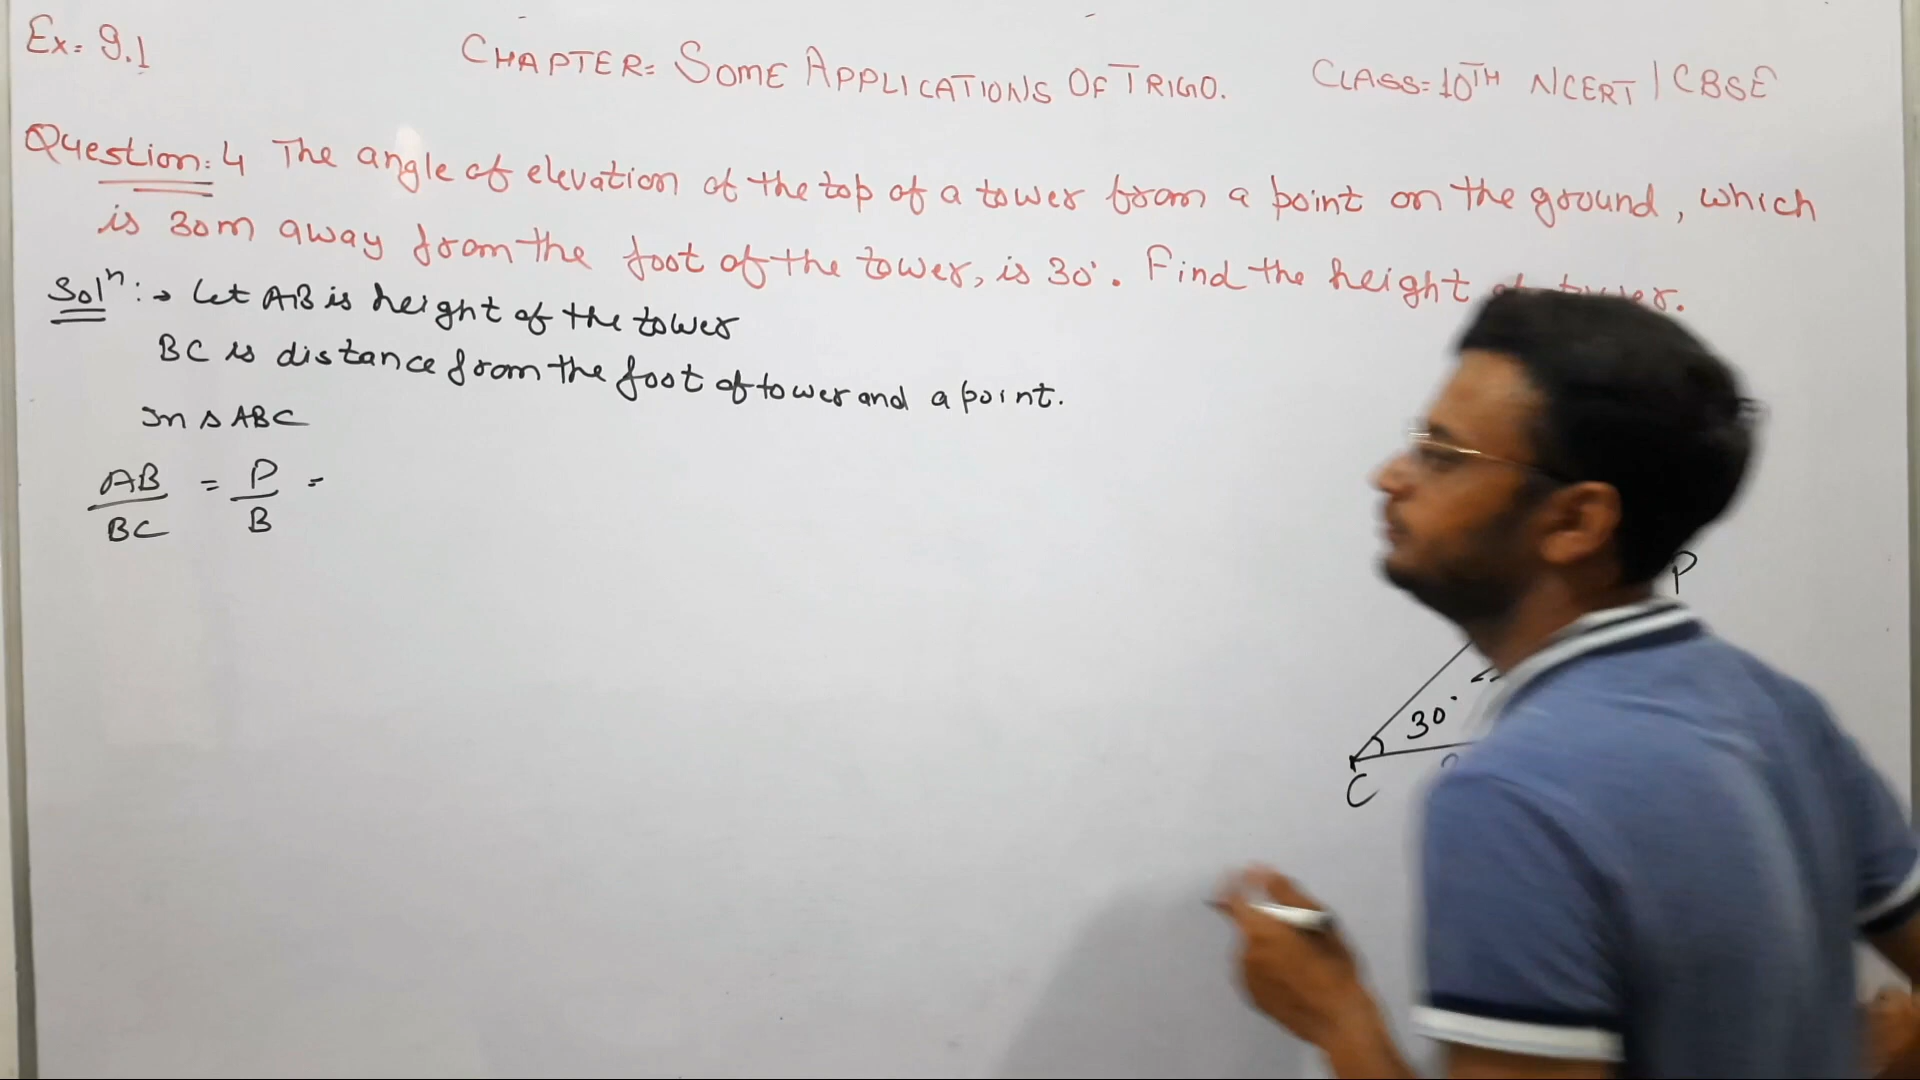 Ex= 9.1
CHAPTER= SOME APPLICATIONS OF TRIGO.
CLASS=10TH NCERT | CBSE
Question:4 The angle of elevation of the top of a tower from a point on the ground, which
is 30m away from the foot of the tower, is 30°. Find the height of tower.
Solⁿ:→ Let AB is height of the tower
BC is distance from the foot of tower and a point.
In Δ ABC
AB/BC = P/B =
P
30°
C